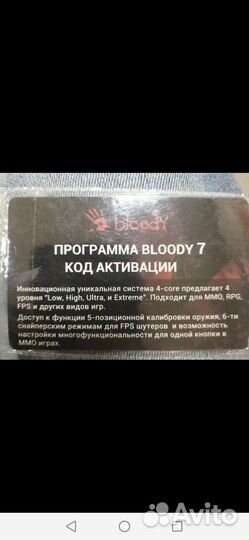 bloody
ПРОГРАММА BLOODY 7
КОД АКТИВАЦИИ
Инновационная уникальная система 4-core предлагает 4
уровня "Low, High, Ultra, и Extreme". Подходит для MMO, RPG,
FPS и других видов игр.
Доступ к функции 5-позиционной калибровки оружия, 6-ти
снайперским режимам для FPS шутеров и возможность
настройки многофункциональности для одной кнопки в
ММО играх.
Avito